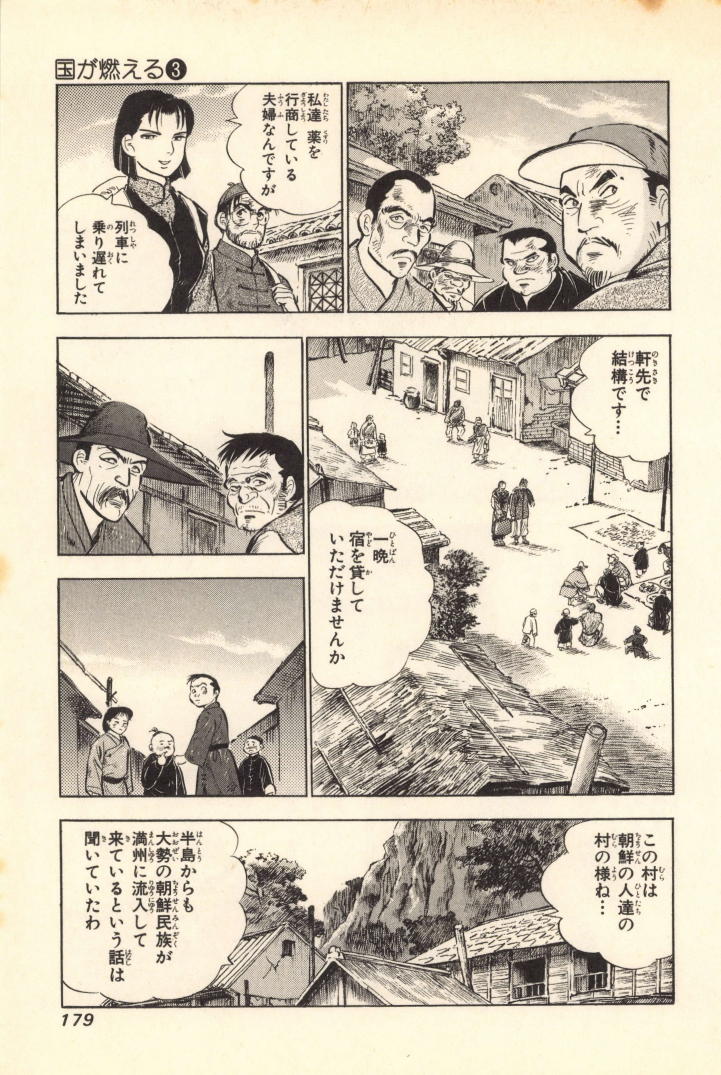 国が燃える❸
私達 薬を
行商している
夫婦なんですが
列車に
乗り遅れて
しまいました
軒先で
結構です…
一晩
宿を貸して
いただけませんか
この村は
朝鮮の人達の
村の様ね…
半島からも
大勢の朝鮮民族が
満州に流入して
来ているという話は
聞いていたわ
179